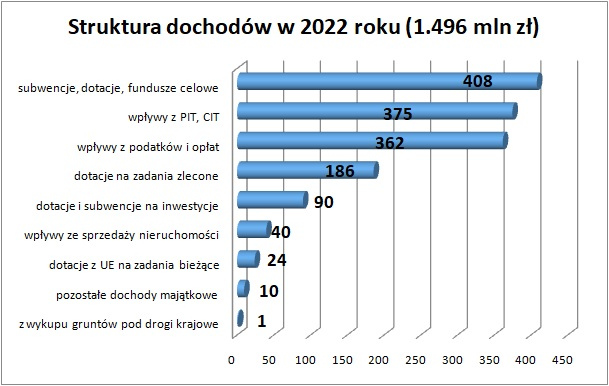 Struktura dochodów w 2022 roku (1.496 mln zł)
subwencje, dotacje, fundusze celowe 408
wpływy z PIT, CIT 375
wpływy z podatków i opłat 362
dotacje na zadania zlecone 186
dotacje i subwencje na inwestycje 90
wpływy ze sprzedaży nieruchomości 40
dotacje z UE na zadania bieżące 24
pozostałe dochody majątkowe 10
z wykupu gruntów pod drogi krajowe 1
0 50 100 150 200 250 300 350 400 450